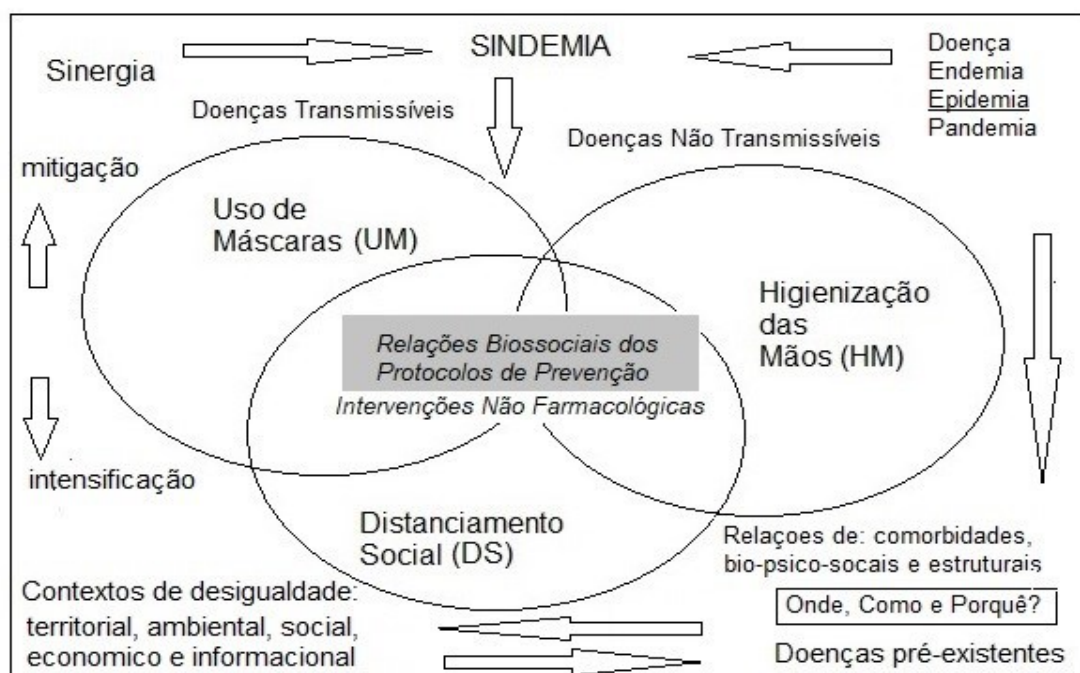 Sinergia
SINDEMIA
Doença
Endemia
Epidemia
Pandemia
Doenças Transmissíveis
Doenças Não Transmissíveis
mitigação
intensificação
Uso de
Máscaras (UM)
Higienização
das
Mãos (HM)
Relações Biossociais dos
Protocolos de Prevenção
Intervenções Não Farmacológicas
Distanciamento
Social (DS)
Relaçoes de: comorbidades,
bio-psico-socais e estruturais
Onde, Como e Porquê?
Contextos de desigualdade:
territorial, ambiental, social,
economico e informacional
Doenças pré-existentes